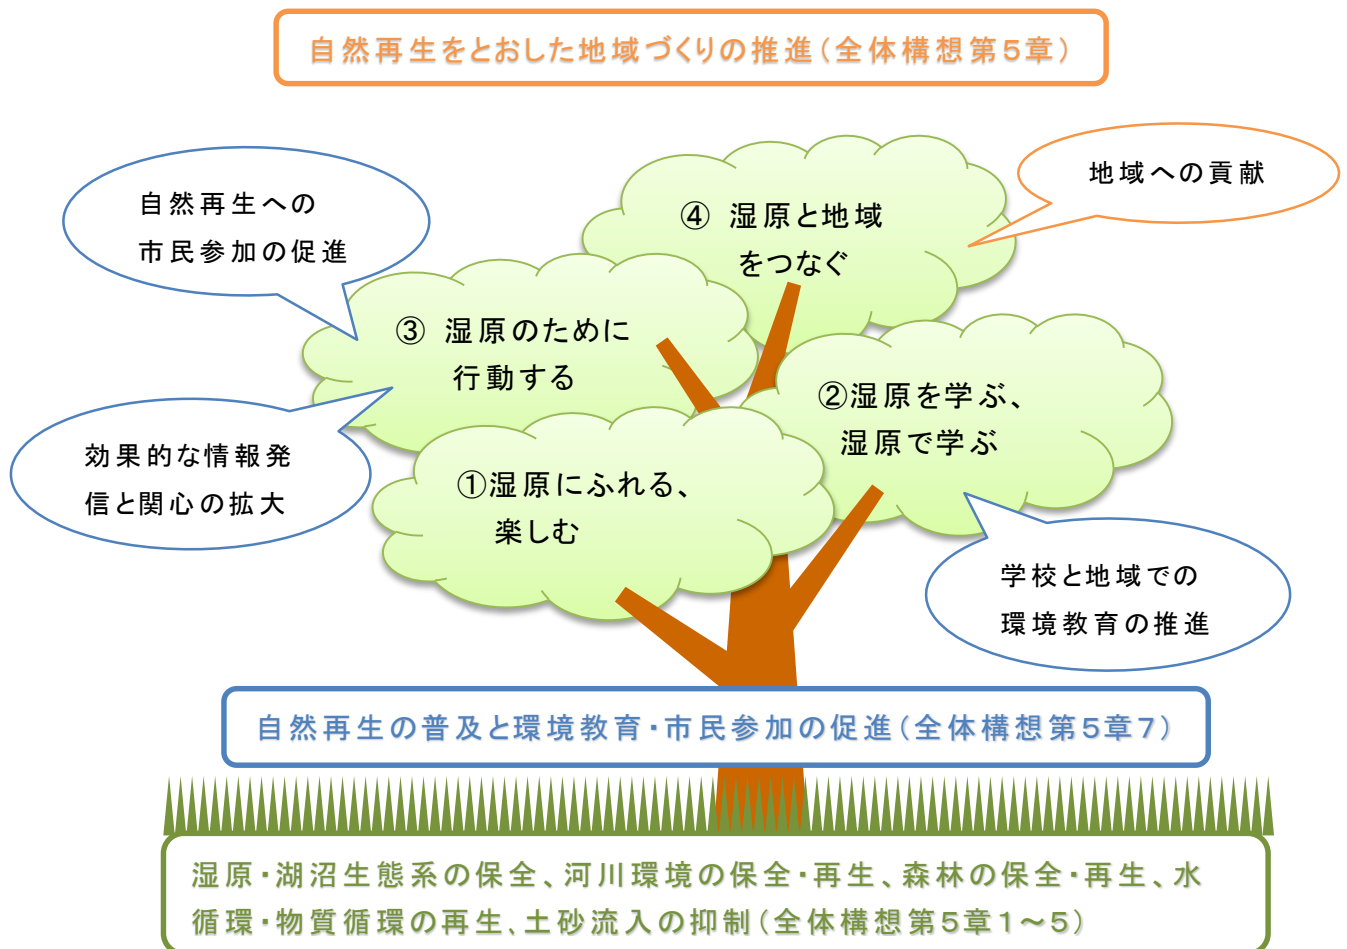 自然再生をとおした地域づくりの推進(全体構想第5章)
地域への貢献
自然再生への
市民参加の促進
④ 湿原と地域
をつなぐ
③ 湿原のために
行動する
②湿原を学ぶ、
湿原で学ぶ
効果的な情報発
信と関心の拡大
①湿原にふれる、
楽しむ
学校と地域での
環境教育の推進
自然再生の普及と環境教育・市民参加の促進(全体構想第5章7)
湿原・湖沼生態系の保全、河川環境の保全・再生、森林の保全・再生、水
循環・物質循環の再生、土砂流入の抑制(全体構想第5章1～5)